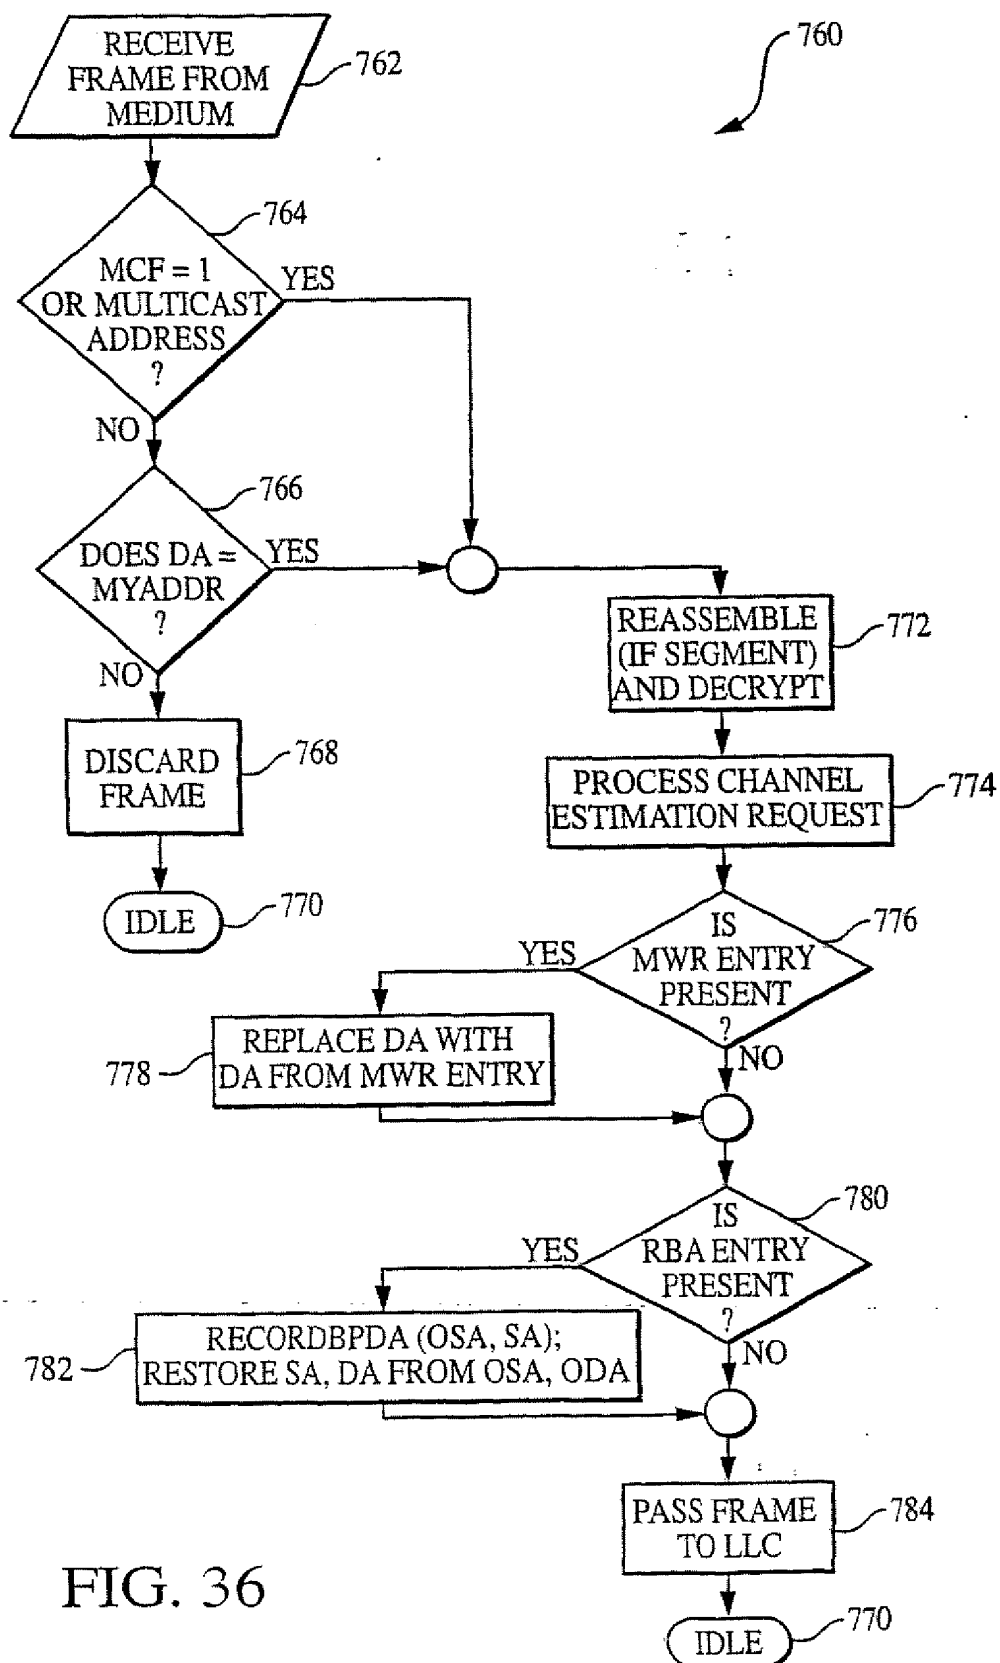 RECEIVE
FRAME FROM
MEDIUM
762
760
764
MCF = 1
OR MULTICAST
ADDRESS
?
YES
NO
766
DOES DA =
MYADDR
?
YES
NO
REASSEMBLE
(IF SEGMENT)
AND DECRYPT
772
DISCARD
FRAME
768
PROCESS CHANNEL
ESTIMATION REQUEST
774
IDLE
770
IS
MWR ENTRY
PRESENT
?
776
YES
NO
REPLACE DA WITH
DA FROM MWR ENTRY
778
IS
RBA ENTRY
PRESENT
?
780
YES
NO
RECORDBPDA (OSA, SA);
RESTORE SA, DA FROM OSA, ODA
782
PASS FRAME
TO LLC
784
FIG. 36
IDLE
770